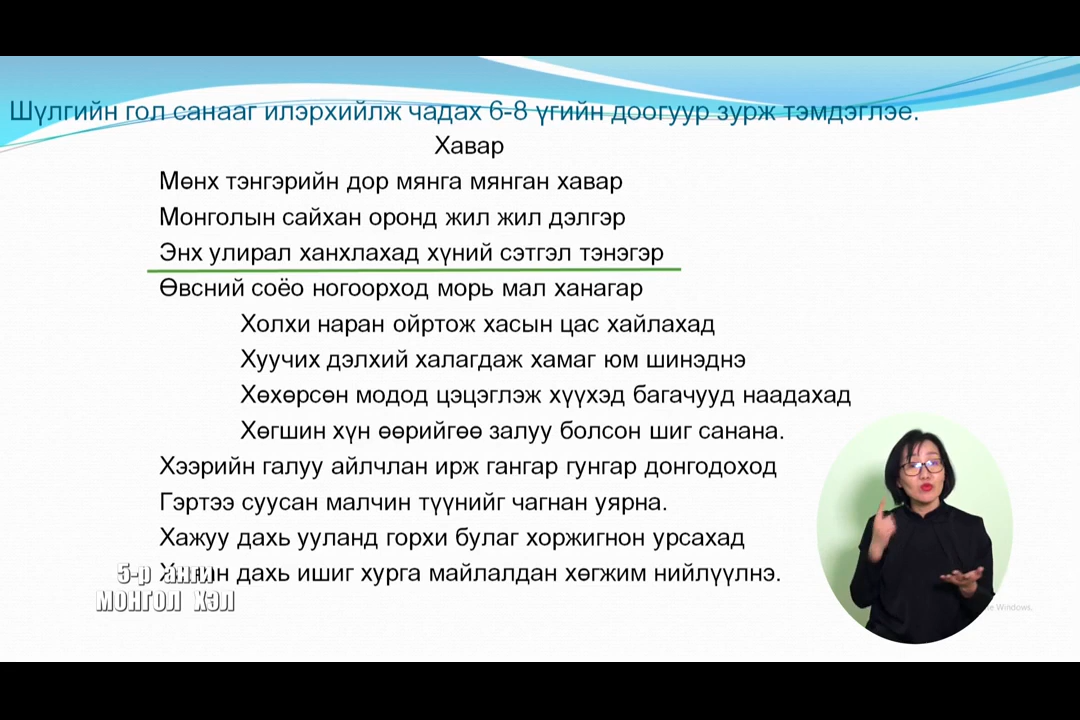 Шүлгийн гол санааг илэрхийлж чадах 6-8 үгийн доогуур зурж тэмдэглэе.
Хавар
Мөнх тэнгэрийн дор мянга мянган хавар
Монголын сайхан оронд жил жил дэлгэр
Энх улирал ханхлахад хүний сэтгэл тэнэгэр
Өвсний соёо ногоорход морь мал ханагар
Холхи наран ойртож хасын цас хайлахад
Хуучих дэлхий халагдаж хамаг юм шинэднэ
Хөхөрсөн модод цэцэглэж хүүхэд багачууд наадахад
Хөгшин хүн өөрийгөө залуу болсон шиг санана.
Хээрийн галуу айлчлан ирж гангар гунгар донгодоход
Гэртээ суусан малчин түүнийг чагнан уярна.
Хажуу дахь ууланд горхи булаг хоржигнон урсахад
дахь ишиг хурга майлалдан хөгжим нийлүүлнэ.
5-р анги
МОНГОЛ ХЭЛ
Windows.